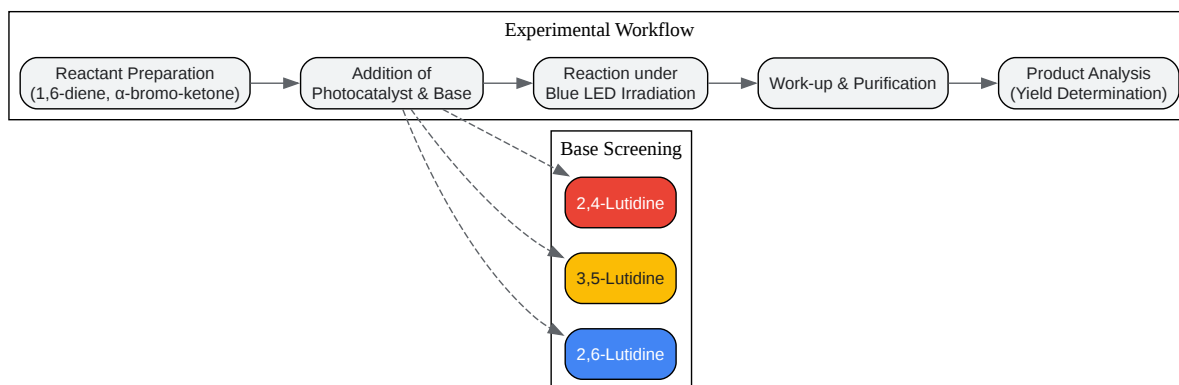 Experimental Workflow
Reactant Preparation
(1,6-diene, α-bromo-ketone)
Addition of
Photocatalyst & Base
Reaction under
Blue LED Irradiation
Work-up & Purification
Product Analysis
(Yield Determination)
Base Screening
2,4-Lutidine
3,5-Lutidine
2,6-Lutidine